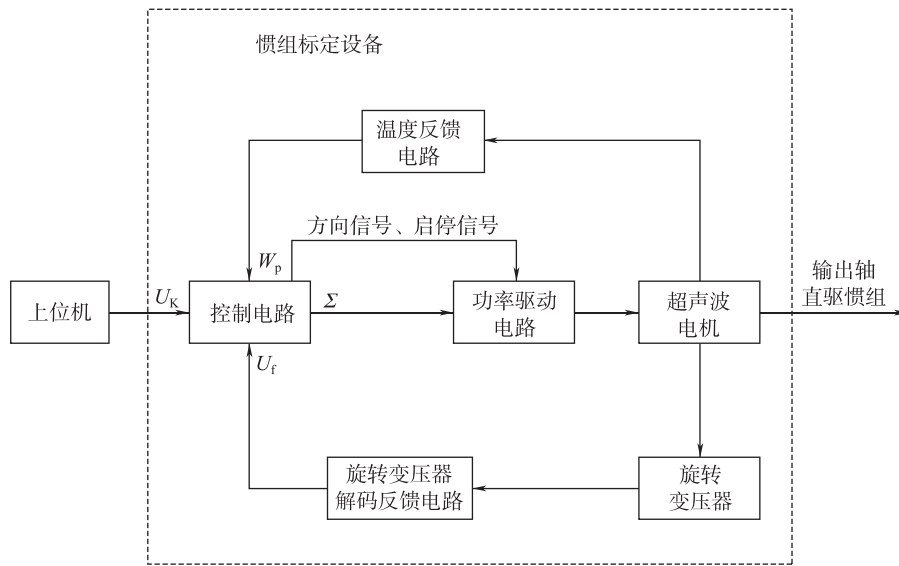 惯组标定设备
温度反馈
电路
方向信号、启停信号
Wp
输出轴
直驱惯组
上位机
UK
控制电路
Σ
功率驱动
电路
超声波
电机
Uf
旋转变压器
解码反馈电路
旋转
变压器